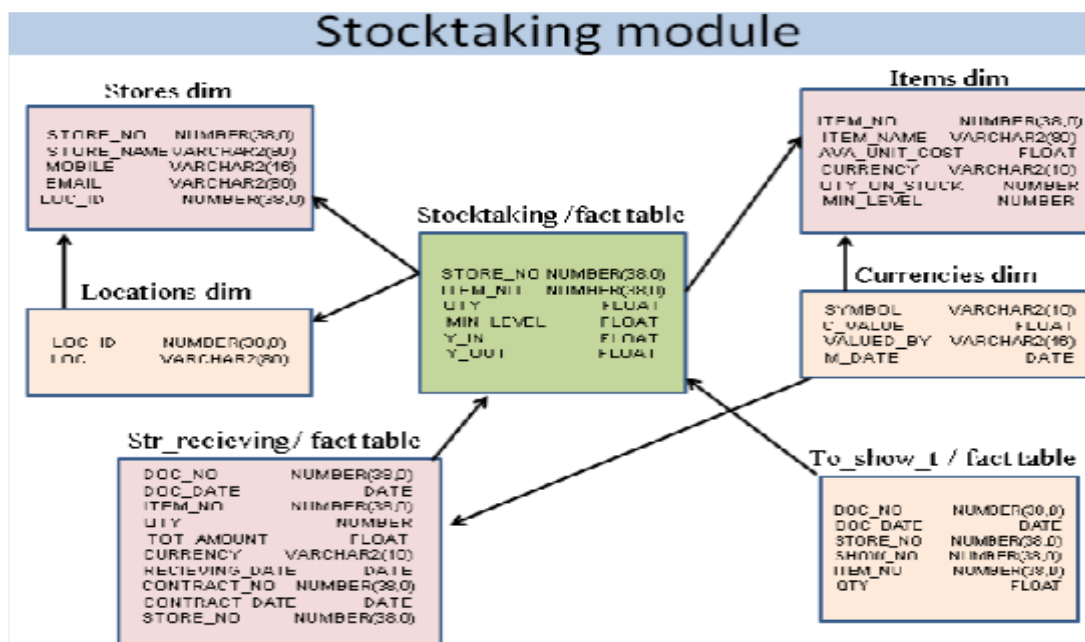 Stocktaking module
Stores dim
STORE_NO NUMBER(38,0)
STORE_NAME VARCHAR2(80)
MOBILE VARCHAR2(16)
EMAIL VARCHAR2(80)
LOC_ID NUMBER(38,0)
Items dim
ITEM_NO NUMBER(38,0)
ITEM_NAME VARCHAR2(80)
AVA_UNIT_COST FLOAT
CURRENCY VARCHAR2(10)
QTY_ON_STOCK NUMBER
MIN_LEVEL NUMBER
Stocktaking /fact table
STORE_NO NUMBER(38,0)
ITEM_NO NUMBER(38,0)
QTY FLOAT
MIN_LEVEL FLOAT
Y_IN FLOAT
Y_OUT FLOAT
Locations dim
LOC_ID NUMBER(38,0)
LOC VARCHAR2(80)
Currencies dim
SYMBOL VARCHAR2(10)
C_VALUE FLOAT
VALUED_BY VARCHAR2(16)
M_DATE DATE
Str_recieving/ fact table
DOC_NO NUMBER(38,0)
DOC_DATE DATE
ITEM_NO NUMBER(38,0)
QTY NUMBER
TOT_AMOUNT FLOAT
CURRENCY VARCHAR2(10)
RECIEVING_DATE DATE
CONTRACT_NO NUMBER(38,0)
CONTRACT_DATE DATE
STORE_NO NUMBER(38,0)
To_show_t / fact table
DOC_NO NUMBER(38,0)
DOC_DATE DATE
STORE_NO NUMBER(38,0)
SHOW_NO NUMBER(38,0)
ITEM_NO NUMBER(38,0)
QTY FLOAT